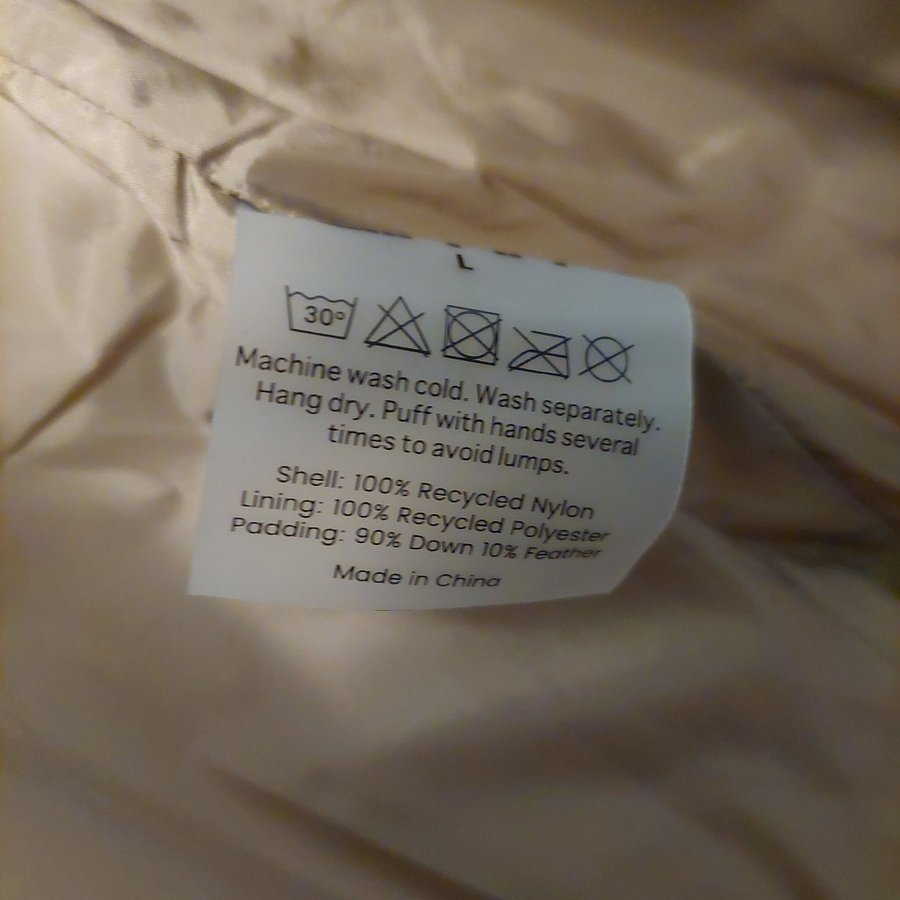 L
30°
Machine wash cold. Wash separately.
Hang dry. Puff with hands several
times to avoid lumps.
Shell: 100% Recycled Nylon
Lining: 100% Recycled Polyester
Padding: 90% Down 10% Feather
Made in China